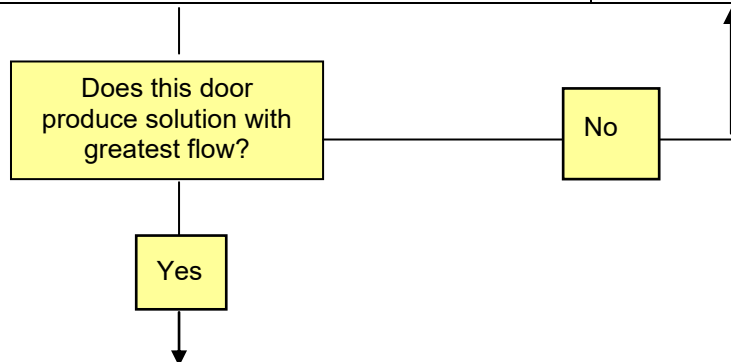 Does this door
produce solution with
greatest flow?
No
Yes